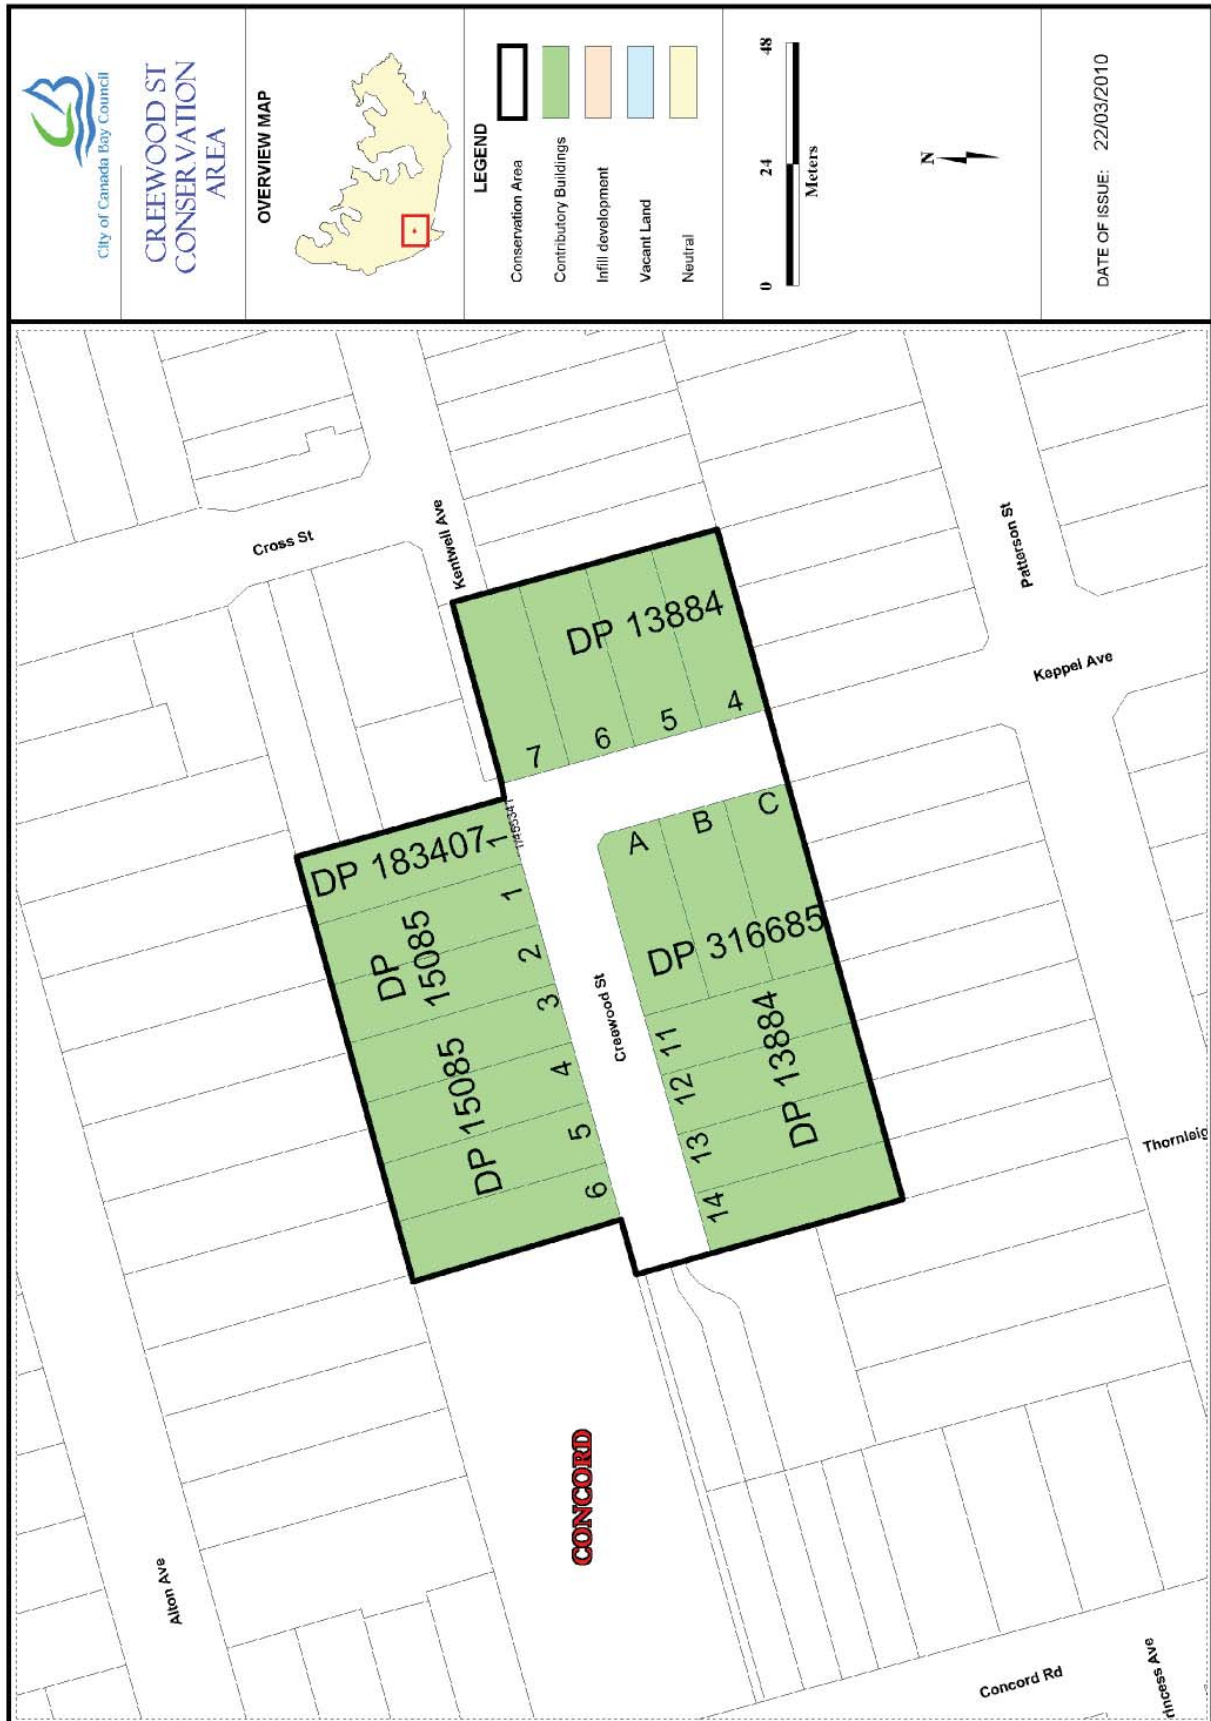 City of Canada Bay Council
CREEWOOD ST
CONSERVATION
AREA
OVERVIEW MAP
LEGEND
Conservation Area
Contributory Buildings
Infill development
Vacant Land
Neutral
0 24 48
Meters
N
DATE OF ISSUE: 22/03/2010
Cross St
Kentwell Ave
Patterson St
Keppel Ave
DP 13884
7
6
5
4
DP 183407
1
DP
15085
1
2
3
DP 15085
4
5
6
Creewood St
A
B
C
DP 316685
11
12
13
14
DP 13884
Thornleig
Alton Ave
CONCORD
Concord Rd
rincess Ave